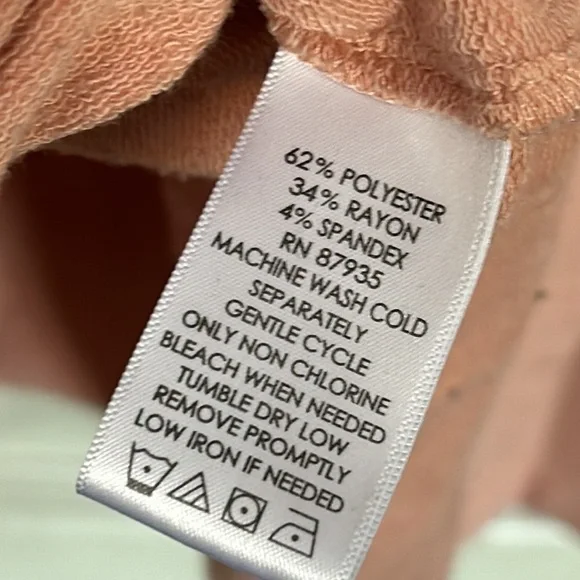 62% POLYESTER
34% RAYON
4% SPANDEX
RN 87935
MACHINE WASH COLD
SEPARATELY
GENTLE CYCLE
ONLY NON CHLORINE
BLEACH WHEN NEEDED
TUMBLE DRY LOW
REMOVE PROMPTLY
LOW IRON IF NEEDED